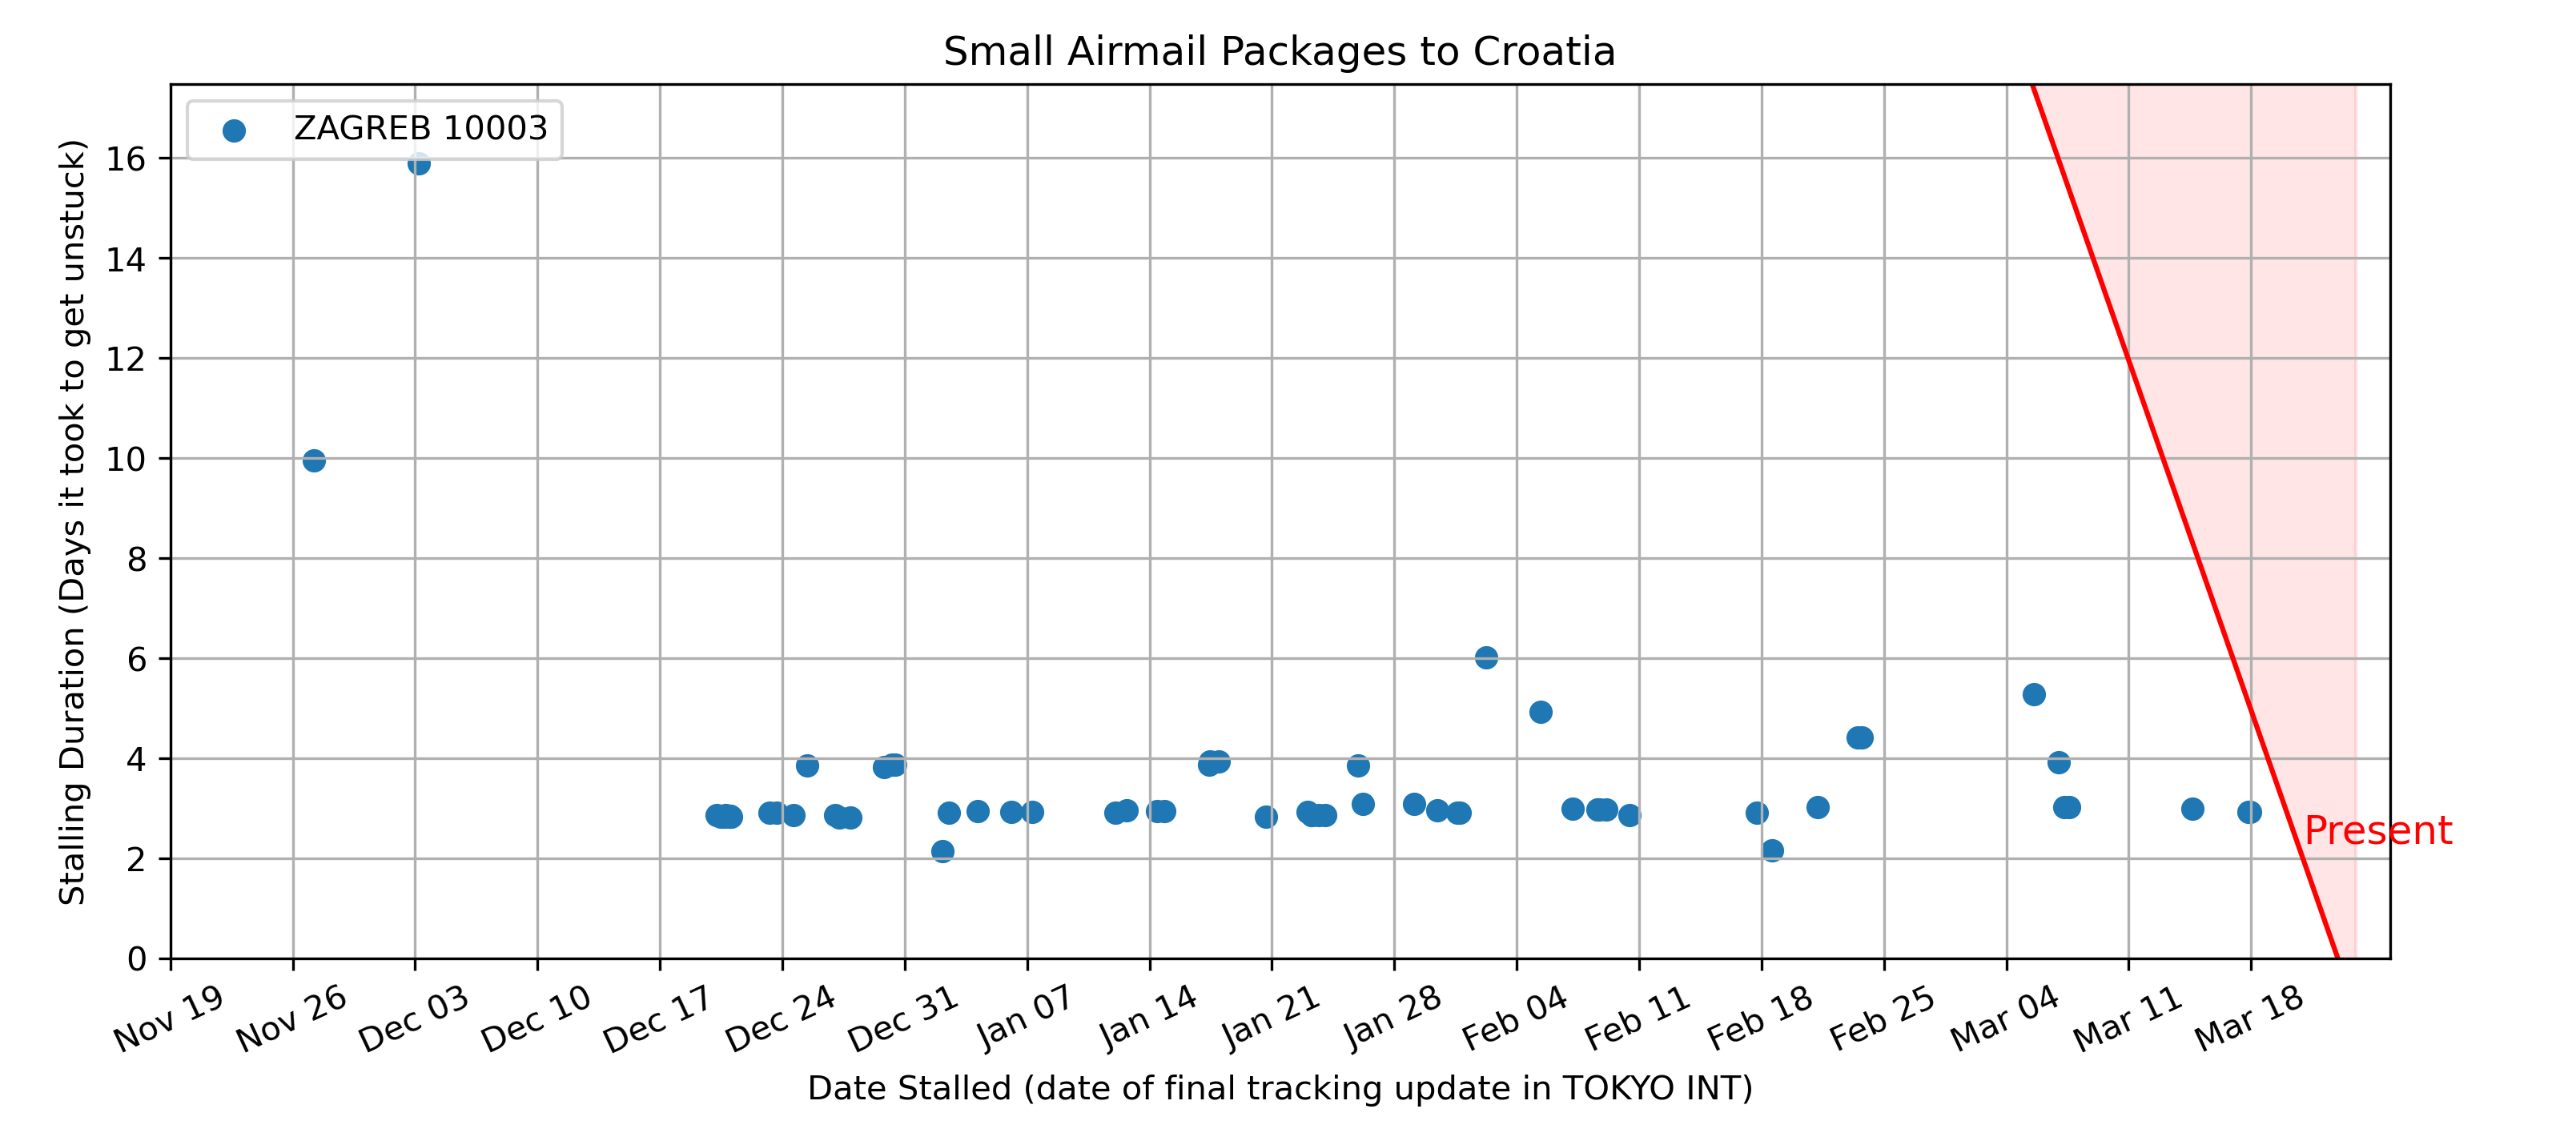 Small Airmail Packages to Croatia
ZAGREB 10003
Stalling Duration (Days it took to get unstuck)
16
14
12
10
8
6
4
2
0
Present
Nov 19 Nov 26 Dec 03 Dec 10 Dec 17 Dec 24 Dec 31 Jan 07 Jan 14 Jan 21 Jan 28 Feb 04 Feb 11 Feb 18 Feb 25 Mar 04 Mar 11 Mar 18
Date Stalled (date of final tracking update in TOKYO INT)